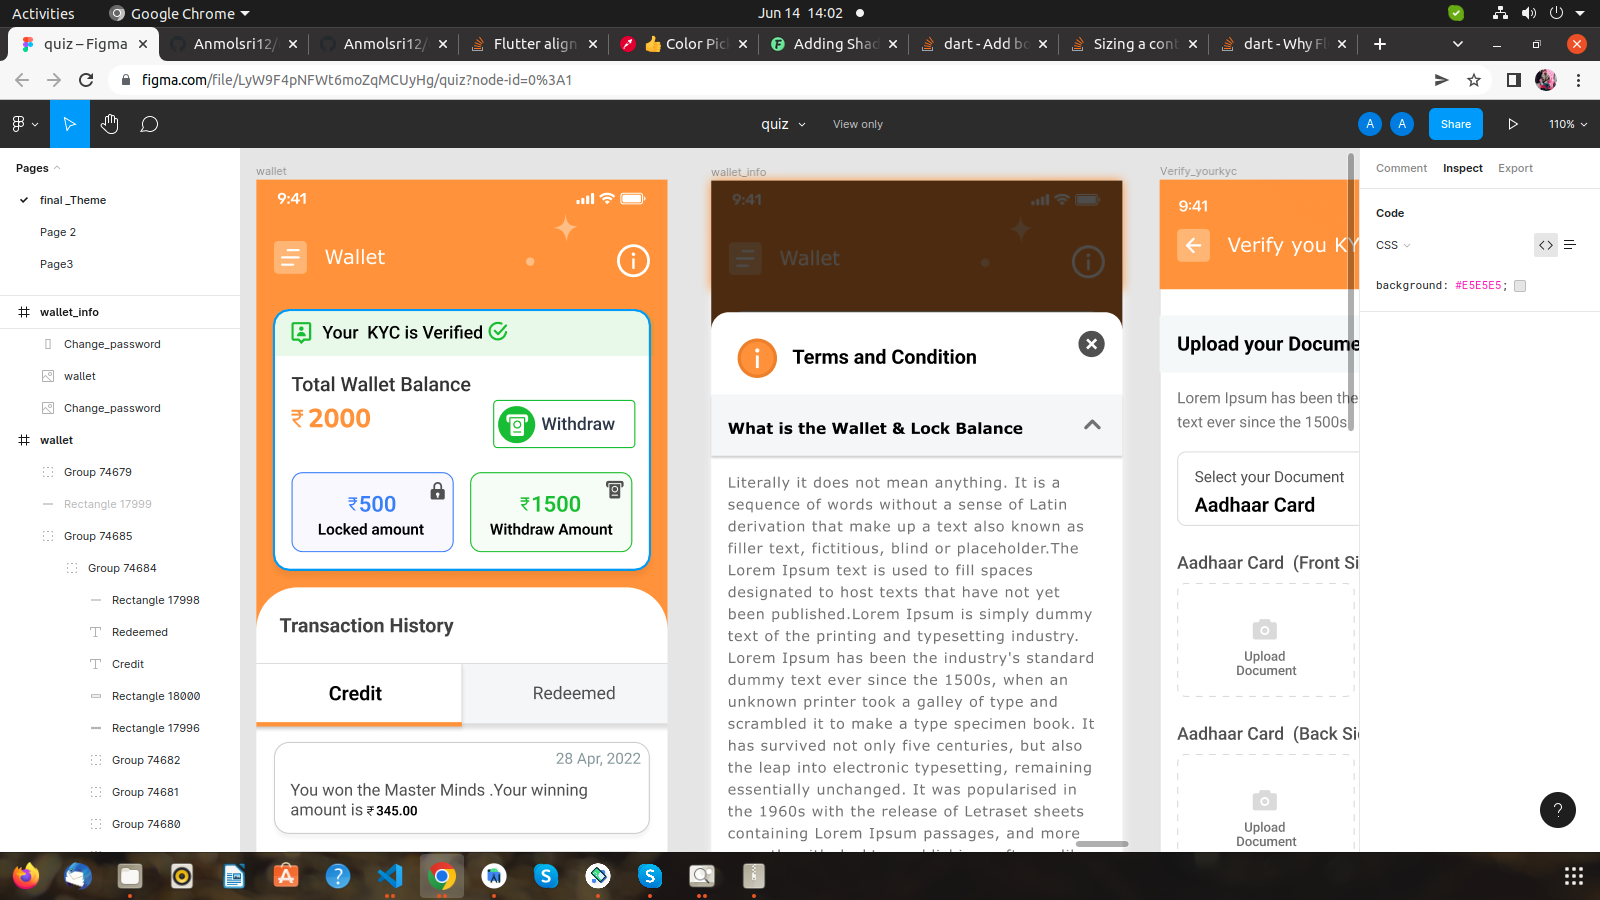 Activities
Google Chrome
Jun 14 14:02
quiz – Figma
Anmolsri12/
Anmolsri12/
Flutter align
👍 Color Pic
Adding Shad
dart - Add bo
Sizing a cont
dart - Why Fl
figma.com/file/LyW9F4pNFWt6moZqMCUyHg/quiz?node-id=0%3A1
quiz
View only
A
A
Share
110%
Pages
final _Theme
Page 2
Page3
wallet_info
Change_password
wallet
Change_password
wallet
Group 74679
Rectangle 17999
Group 74685
Group 74684
Rectangle 17998
Redeemed
Credit
Rectangle 18000
Rectangle 17996
Group 74682
Group 74681
Group 74680
wallet
9:41
Wallet
Your KYC is Verified
Total Wallet Balance
₹ 2000
Withdraw
₹500
Locked amount
₹1500
Withdraw Amount
Transaction History
Credit
Redeemed
28 Apr, 2022
You won the Master Minds .Your winning
amount is ₹ 345.00
wallet_info
9:41
Wallet
Terms and Condition
What is the Wallet & Lock Balance
Literally it does not mean anything. It is a
sequence of words without a sense of Latin
derivation that make up a text also known as
filler text, fictitious, blind or placeholder.The
Lorem Ipsum text is used to fill spaces
designated to host texts that have not yet
been published.Lorem Ipsum is simply dummy
text of the printing and typesetting industry.
Lorem Ipsum has been the industry's standard
dummy text ever since the 1500s, when an
unknown printer took a galley of type and
scrambled it to make a type specimen book. It
has survived not only five centuries, but also
the leap into electronic typesetting, remaining
essentially unchanged. It was popularised in
the 1960s with the release of Letraset sheets
containing Lorem Ipsum passages, and more
Verify_yourkyc
9:41
Verify you KY
Upload your Docume
Lorem Ipsum has been the
text ever since the 1500s
Select your Document
Aadhaar Card
Aadhaar Card (Front Si
Upload
Document
Aadhaar Card (Back Si
Upload
Document
Comment
Inspect
Export
Code
CSS
background: #E5E5E5;
?